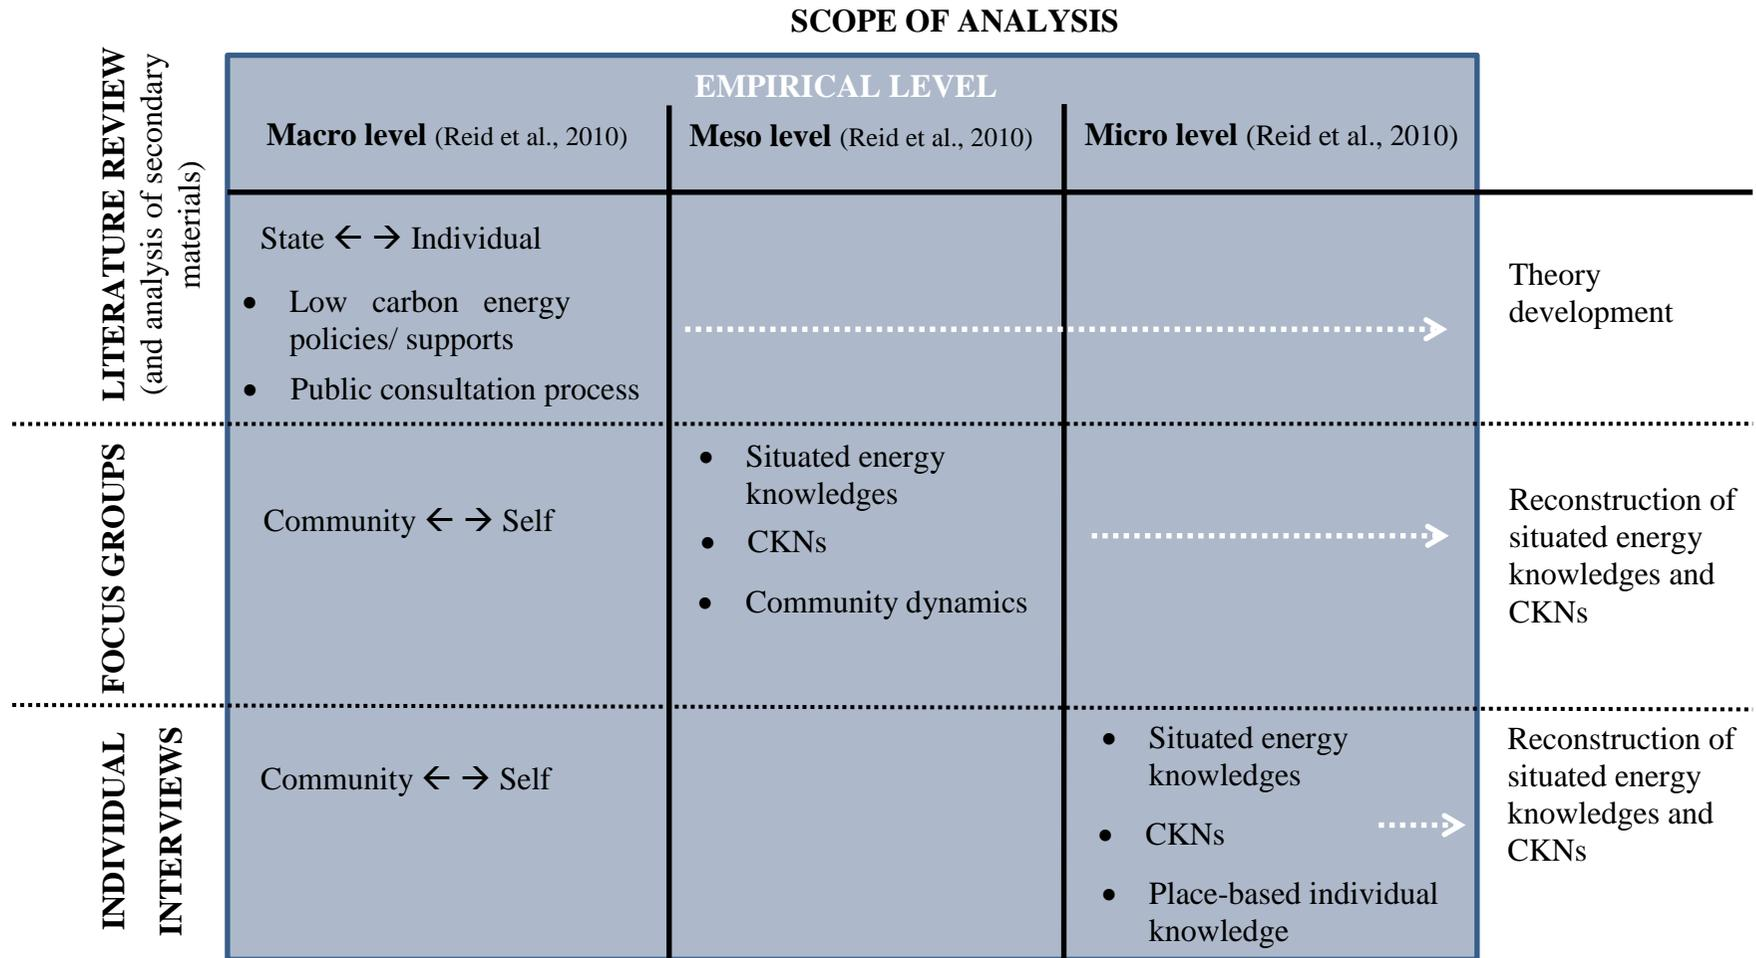 SCOPE OF ANALYSIS
EMPIRICAL LEVEL
Macro level (Reid et al., 2010)
Meso level (Reid et al., 2010)
Micro level (Reid et al., 2010)
LITERATURE REVIEW
(and analysis of secondary
materials)
State ← → Individual
• Low carbon energy
policies/ supports
• Public consultation process
Theory
development
FOCUS GROUPS
Community ← → Self
• Situated energy
knowledges
• CKNs
• Community dynamics
Reconstruction of
situated energy
knowledges and
CKNs
INDIVIDUAL
INTERVIEWS
Community ← → Self
• Situated energy
knowledges
• CKNs
• Place-based individual
knowledge
Reconstruction of
situated energy
knowledges and
CKNs